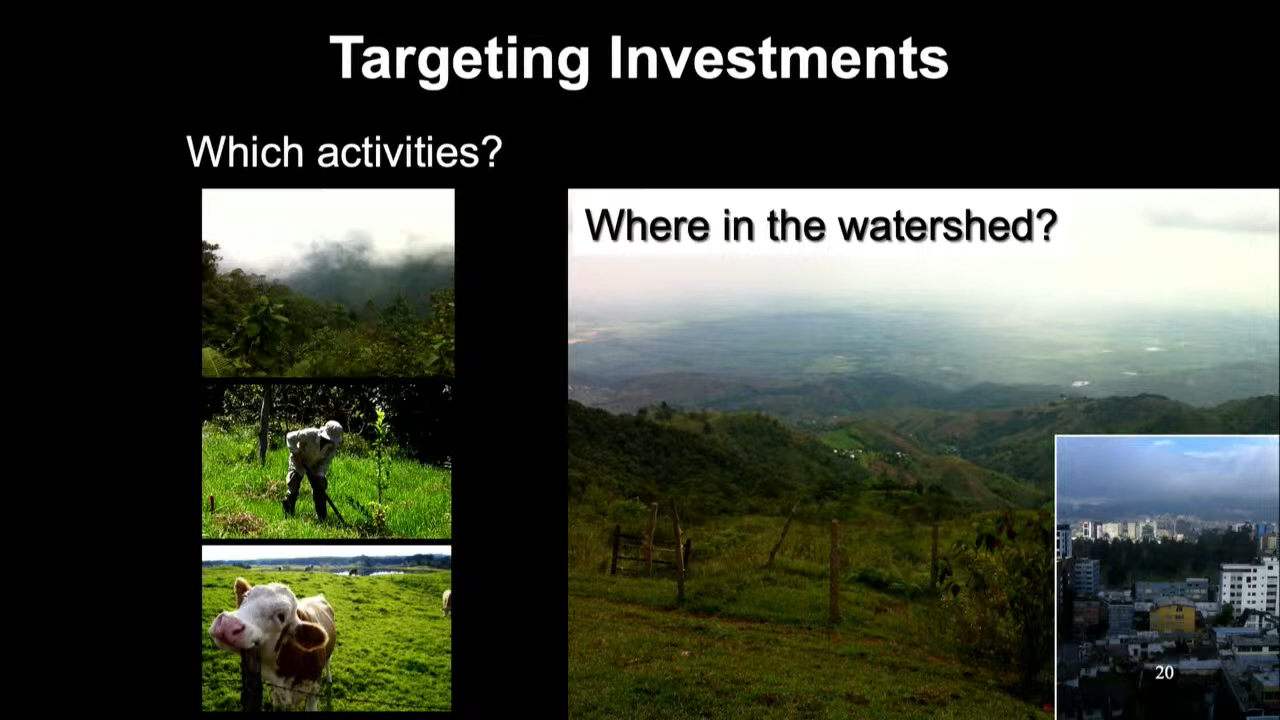 Targeting Investments
Which activities?
Where in the watershed?
20